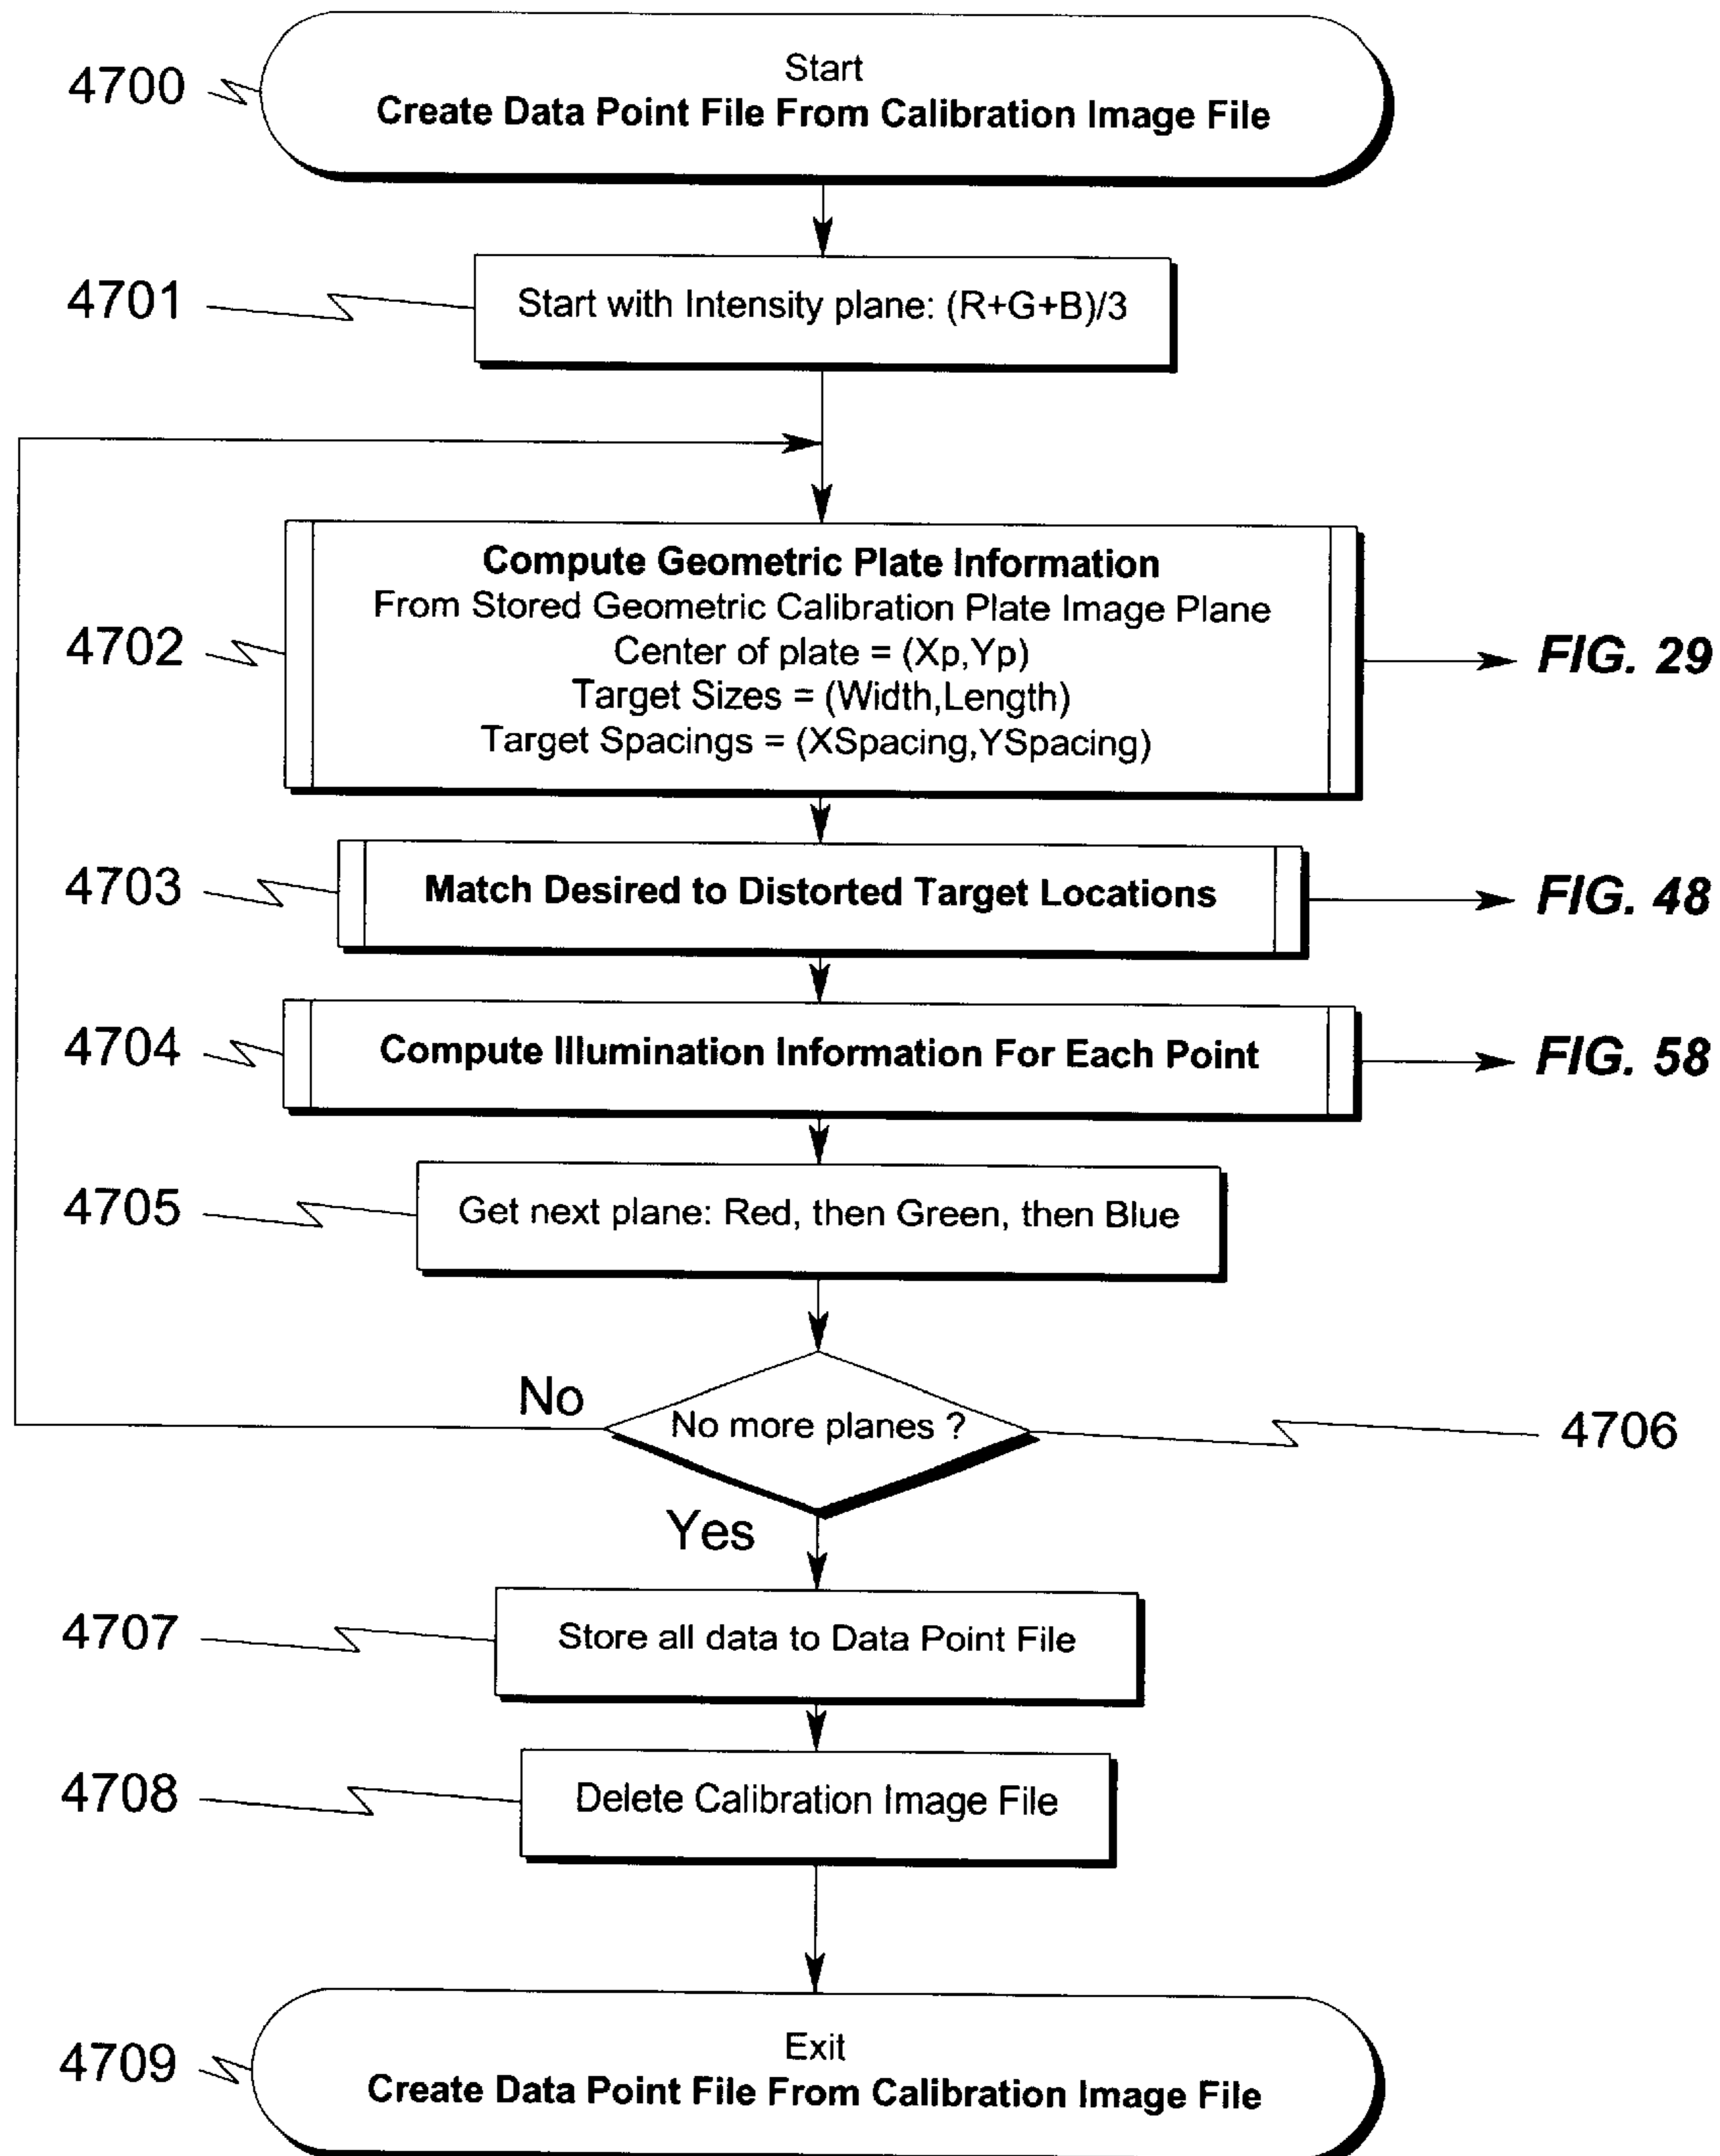 4700
Start
Create Data Point File From Calibration Image File
4701
Start with Intensity plane: (R+G+B)/3
4702
Compute Geometric Plate Information
From Stored Geometric Calibration Plate Image Plane
Center of plate = (Xp,Yp)
Target Sizes = (Width,Length)
Target Spacings = (XSpacing,YSpacing)
FIG. 29
4703
Match Desired to Distorted Target Locations
FIG. 48
4704
Compute Illumination Information For Each Point
FIG. 58
4705
Get next plane: Red, then Green, then Blue
No
No more planes ?
4706
Yes
4707
Store all data to Data Point File
4708
Delete Calibration Image File
4709
Exit
Create Data Point File From Calibration Image File